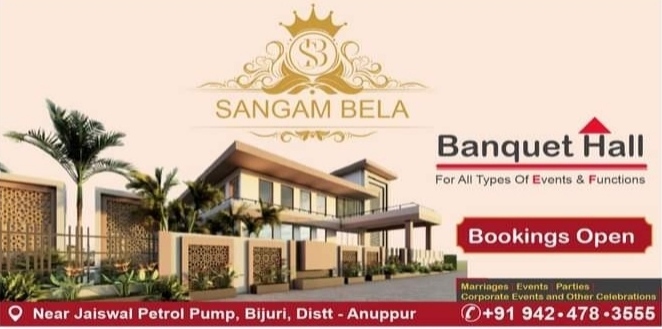 SB
SANGAM BELA
Banquet Hall
For All Types Of Events & Functions
Bookings Open
Marriages | Events | Parties |
Corporate Events and Other Celebrations
Near Jaiswal Petrol Pump, Bijuri, Distt - Anuppur
+91 942-478-3555